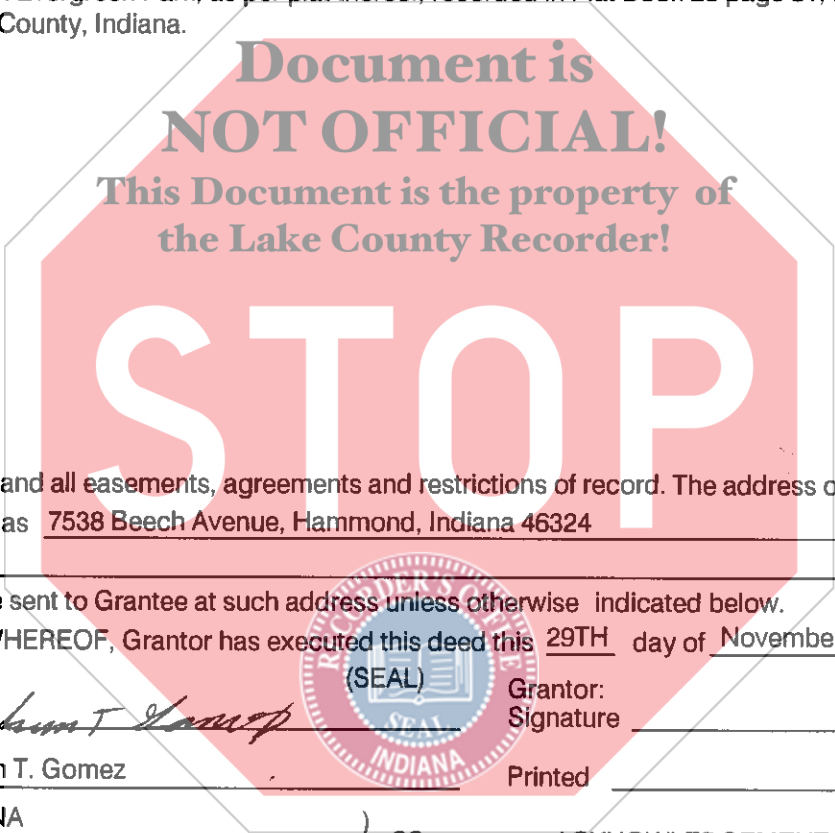 County, Indiana.
Document is
NOT OFFICIAL!
This Document is the property of
the Lake County Recorder!
STOP
and all easements, agreements and restrictions of record. The address o
as 7538 Beech Avenue, Hammond, Indiana 46324
sent to Grantee at such address unless otherwise indicated below.
HEREOF, Grantor has executed this deed this 29TH day of Novembe
(SEAL)
Grantor:
Signature
T. Gomez
Printed
RECORDER'S OFFICE
SEAL
INDIANA
NA
)